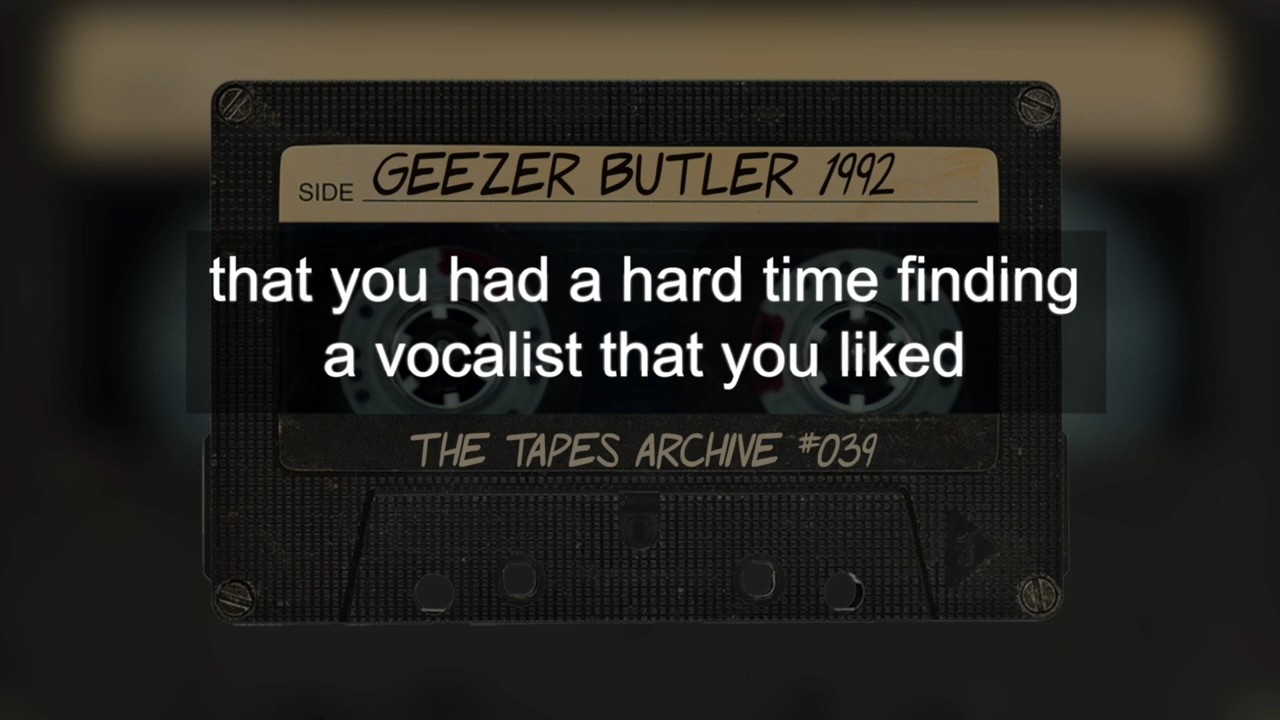 SIDE GEEZER BUTLER 1992
that you had a hard time finding
a vocalist that you liked
THE TAPES ARCHIVE #039